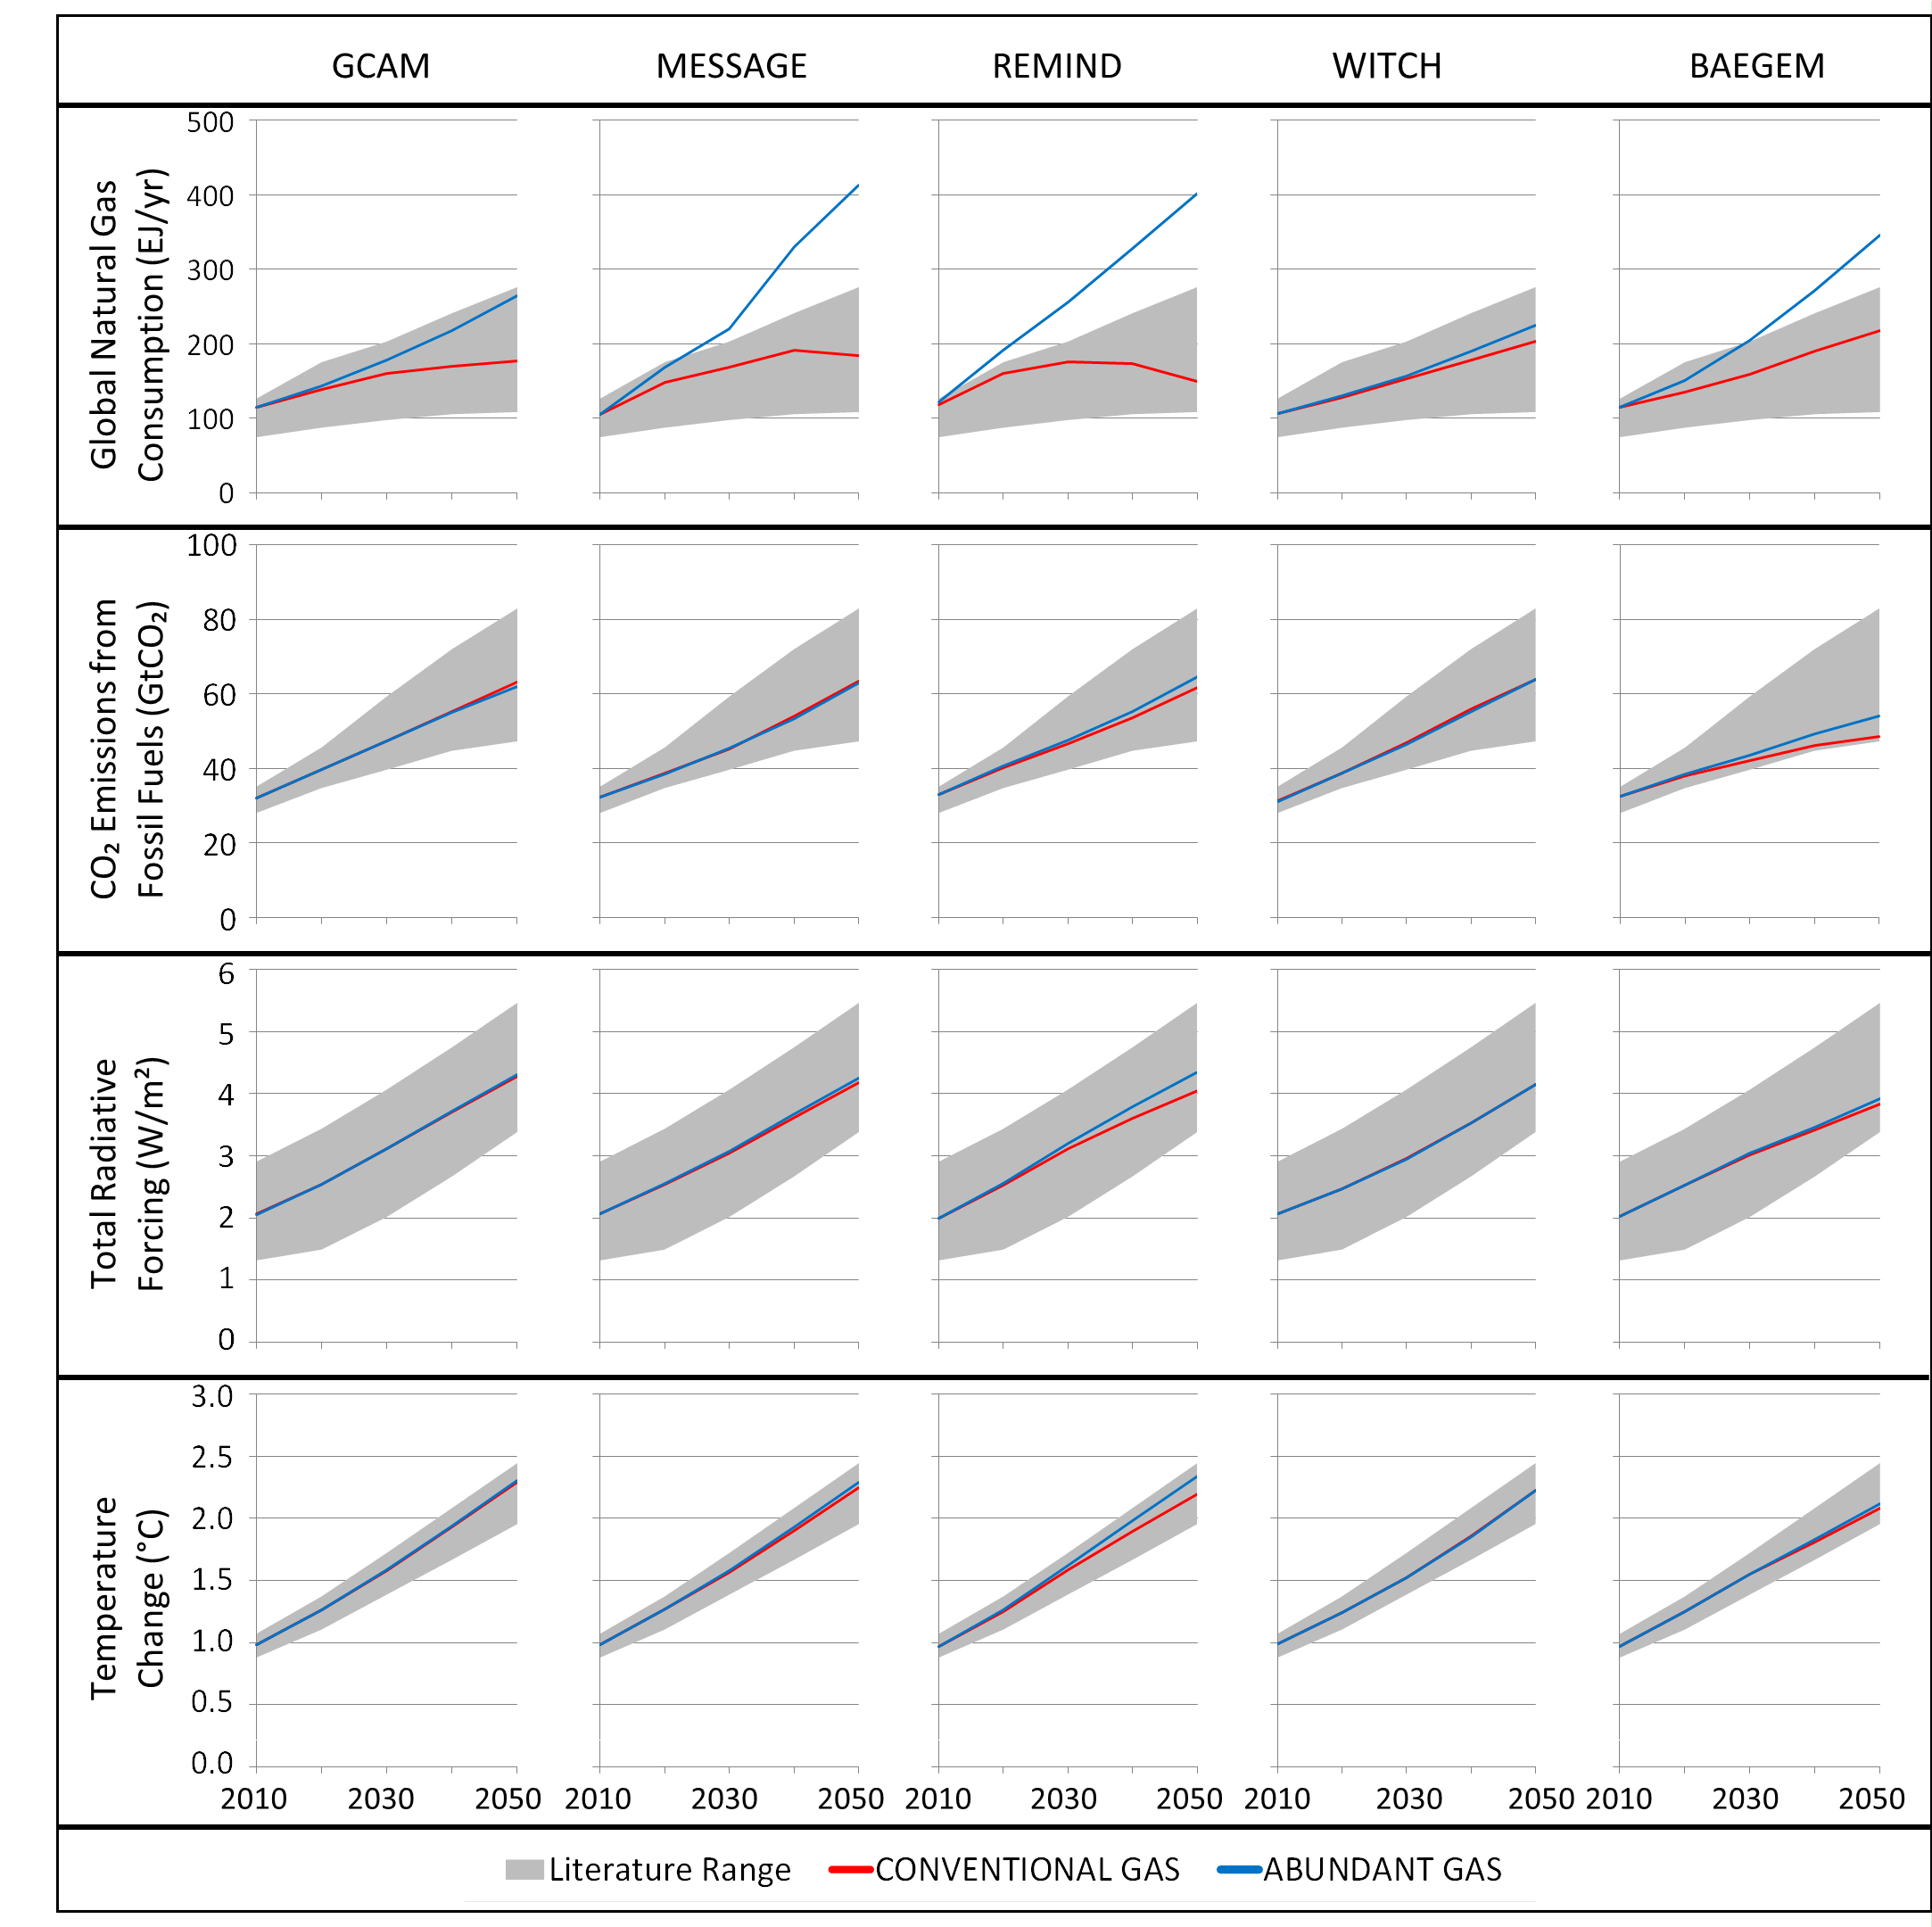 GCAM MESSAGE REMIND WITCH BAEGEM
Global Natural Gas
Consumption (EJ/yr)
500
400
300
200
100
0
CO₂ Emissions from
Fossil Fuels (GtCO₂)
100
80
60
40
20
0
Total Radiative
Forcing (W/m²)
6
5
4
3
2
1
0
Temperature
Change (°C)
3.0
2.5
2.0
1.5
1.0
0.5
0.0
2010 2030 2050 2010 2030 2050 2010 2030 2050 2010 2030 2050 2010 2030 2050
Literature Range CONVENTIONAL GAS ABUNDANT GAS